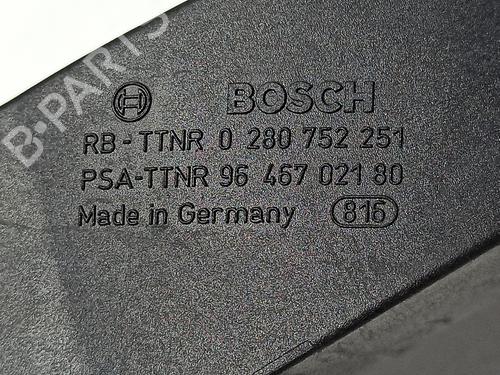 B-PARTS
BOSCH
RB-TTNR 0 280 752 251
PSA-TTNR 96 467 021 80
Made in Germany 816